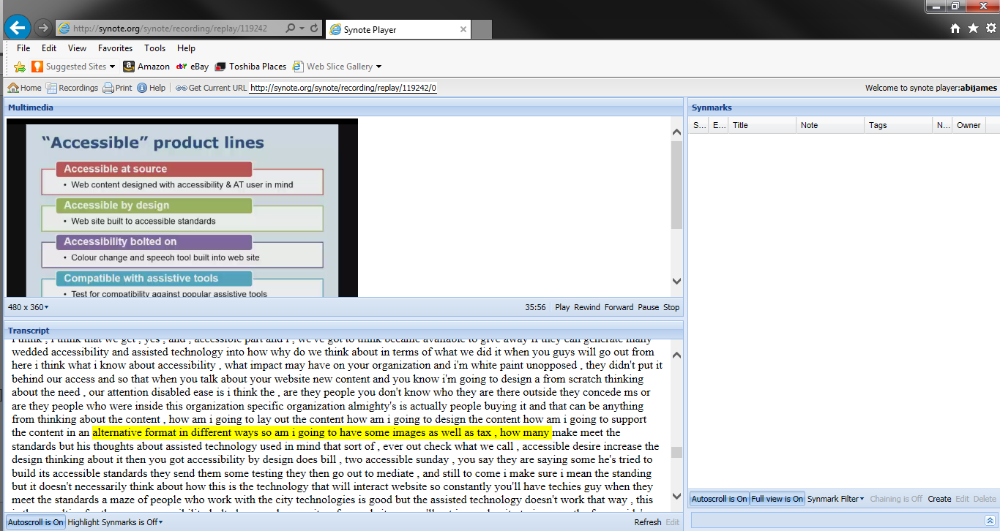 http://synote.org/synote/recording/replay/119242
Synote Player
File Edit View Favorites Tools Help
Suggested Sites Amazon ebY eBay Toshiba Places Web Slice Gallery
Home Recordings Print Help Get Current URL http://synote.org/synote/recording/replay/119242/0 Welcome to synote player:abijames
Multimedia
“Accessible” product lines
Accessible at source
• Web content designed with accessibility & AT user in mind
Accessible by design
• Web site built to accessible standards
Accessibility bolted on
• Colour change and speech tool built into web site
Compatible with assistive tools
• Test for compatibility against popular assistive tools
480 x 360 35:56 Play Rewind Forward Pause Stop
Transcript
i think , i think that we get , yes , and , accessible part and i , we've got to think became available to give away if they can generate many
wedded accessibility and assisted technology into how why do we think about in terms of what we did it when you guys will go out from
here i think what i know about accessibility , what impact may have on your organization and i'm white paint unopposed , they didn't put it
behind our access and so that when you talk about your website new content and you know i'm going to design a from scratch thinking
about the need , our attention disabled ease is i think the , are they people you don't know who they are there outside they concede ms or
are they people who were inside this organization specific organization almighty's is actually people buying it and that can be anything
from thinking about the content , how am i going to lay out the content how am i going to design the content how am i going to support
the content in an alternative format in different ways so am i going to have some images as well as tax , how many make meet the
standards but his thoughts about assisted technology used in mind that sort of , ever out check what we call , accessible desire increase the
design thinking about it then you got accessibility by design does bill , two accessible sunday , you say they are saying some he's tried to
build its accessible standards they send them some testing they then go out to mediate , and still to come i make sure i mean the standing
but it doesn't necessarily think about how this is the technology that will interact website so constantly you'll have techies guy when they
meet the standards a maze of people who work with the city technologies is good but the assisted technology doesn't work that way , this
Autoscroll is On Highlight Synmarks is Off Refresh Edit
Synmarks
S... E... Title Note Tags N... Owner
Autoscroll is On Full view is On Synmark Filter Chaining is Off Create Edit Delete